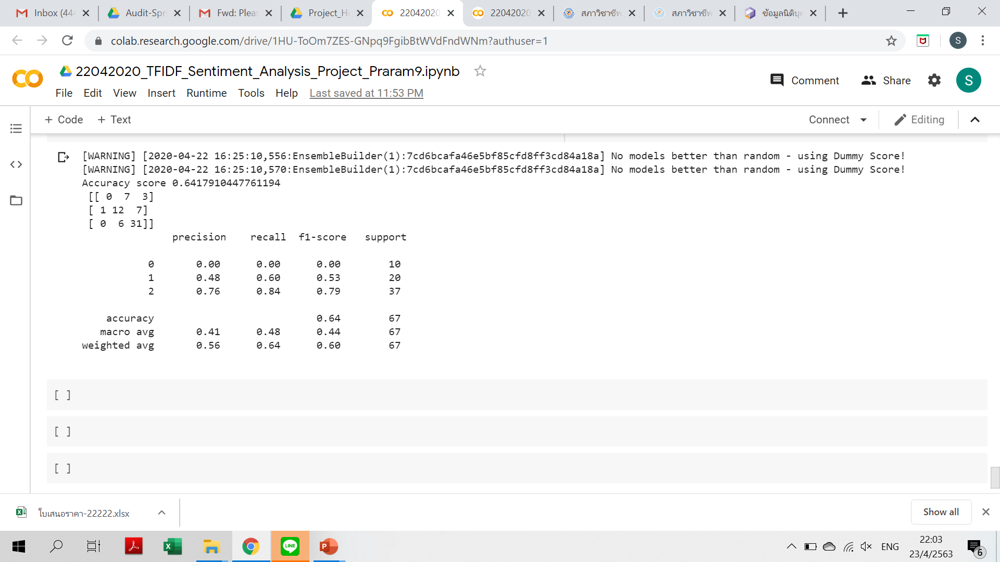 Inbox (44
Audit-Spri
Fwd: Pleas
Project_H
22042020
22042020
สภาวิชาชีพ
สภาวิชาชีพ
ข้อมูลนิติบุค
colab.research.google.com/drive/1HU-ToOm7ZES-GNpq9FgibBtWVdFndWNm?authuser=1
S
22042020_TFIDF_Sentiment_Analysis_Project_Praram9.ipynb
Comment
Share
S
File Edit View Insert Runtime Tools Help Last saved at 11:53 PM
+ Code + Text
Connect
Editing
[WARNING] [2020-04-22 16:25:10,556:EnsembleBuilder(1):7cd6bcafa46e5bf85cfd8ff3cd84a18a] No models better than random - using Dummy Score!
[WARNING] [2020-04-22 16:25:10,570:EnsembleBuilder(1):7cd6bcafa46e5bf85cfd8ff3cd84a18a] No models better than random - using Dummy Score!
Accuracy score 0.6417910447761194
[[ 0 7 3]
[ 1 12 7]
[ 0 6 31]]
precision recall f1-score support
0 0.00 0.00 0.00 10
1 0.48 0.60 0.53 20
2 0.76 0.84 0.79 37
accuracy 0.64 67
macro avg 0.41 0.48 0.44 67
weighted avg 0.56 0.64 0.60 67
[ ]
[ ]
[ ]
ใบเสนอราคา-22222.xlsx
Show all
LINE
ENG
22:03
23/4/2563
6